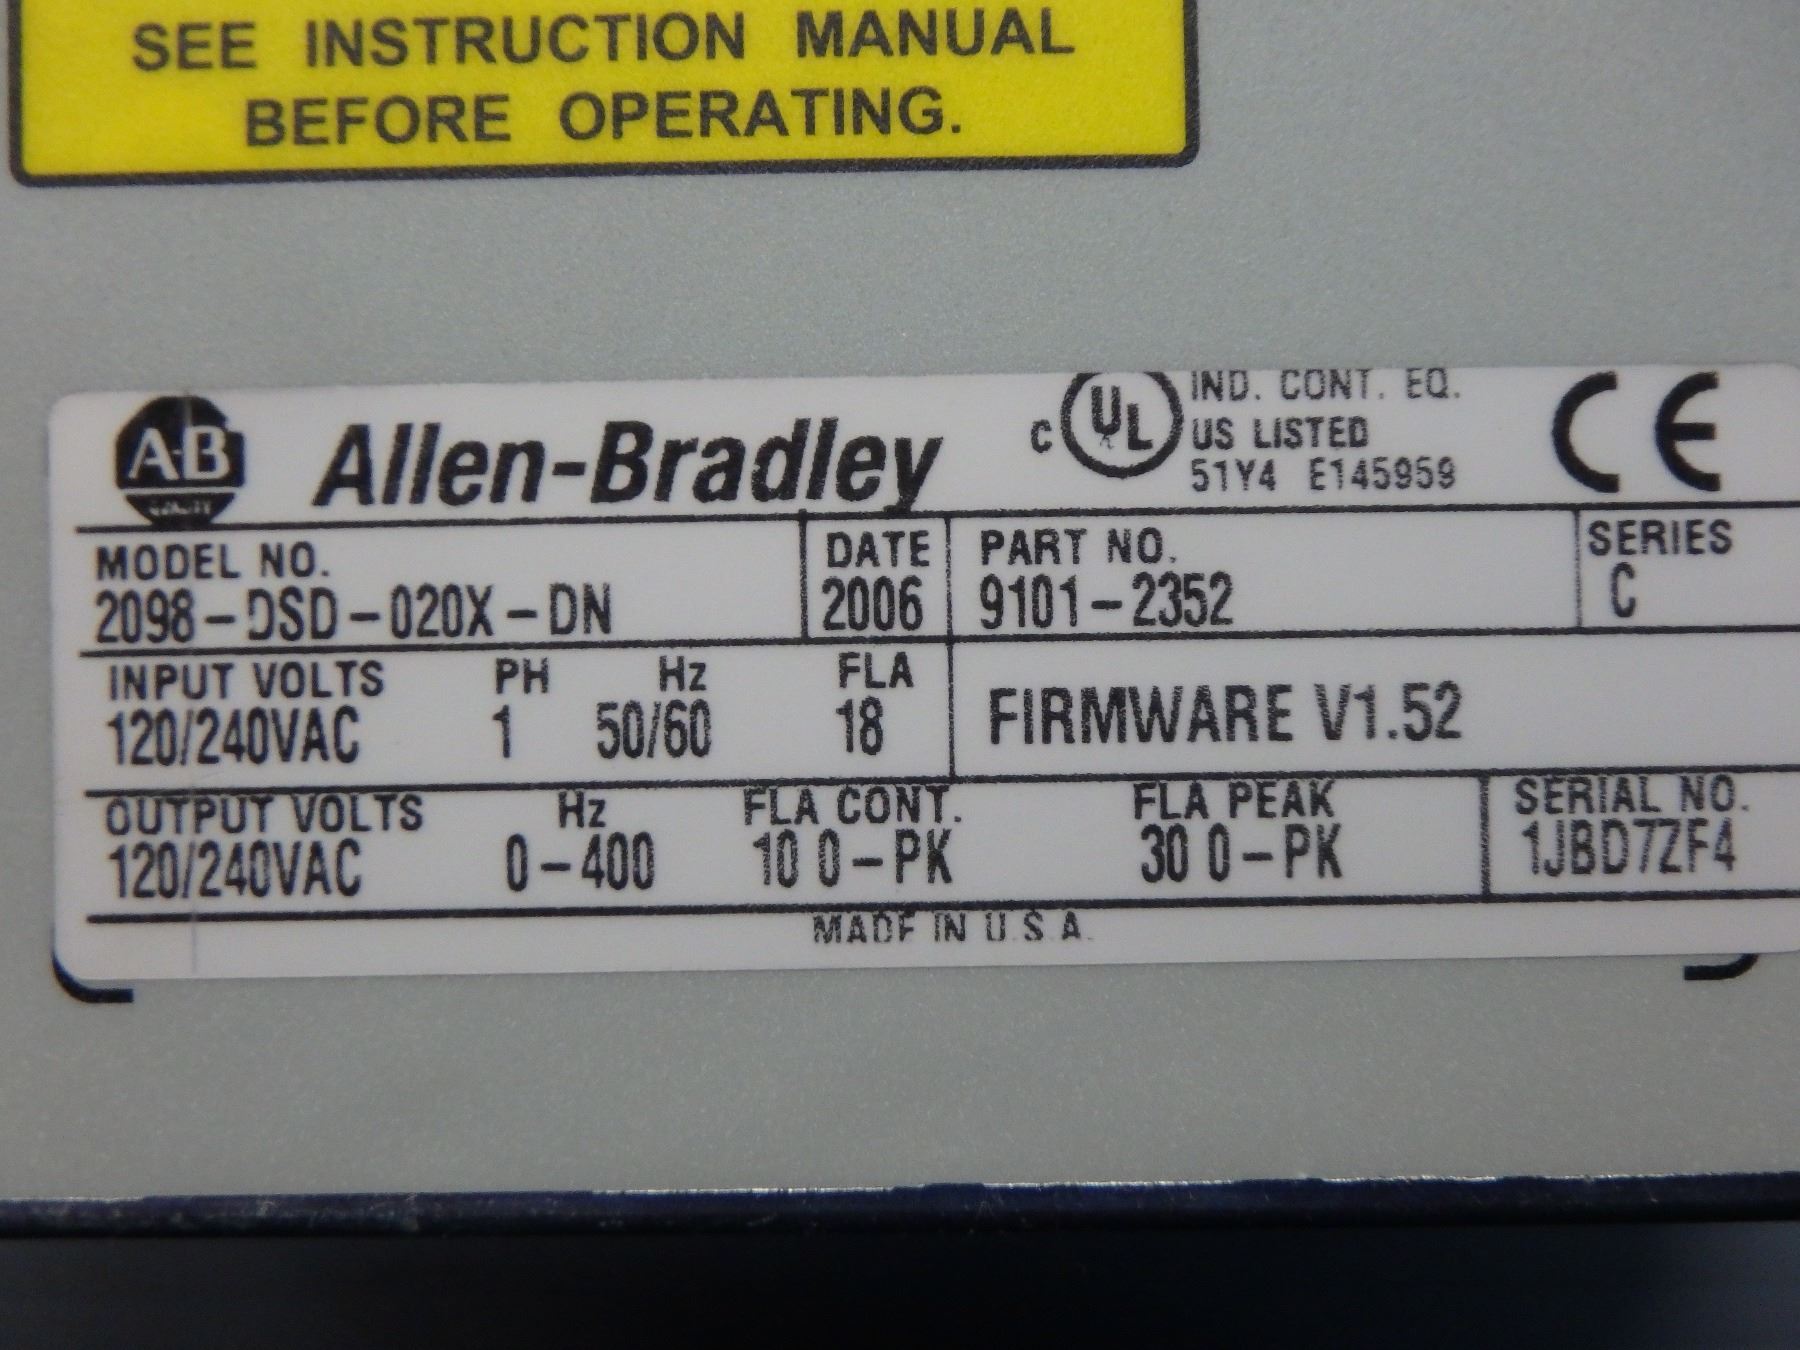 SEE INSTRUCTION MANUAL
BEFORE OPERATING.
A-B Allen-Bradley
C UL IND. CONT. EQ.
US LISTED
51Y4 E145959
CE
MODEL NO. DATE PART NO. SERIES
2098-DSD-020X-DN 2006 9101-2352 C
INPUT VOLTS PH Hz FLA
120/240VAC 1 50/60 18 FIRMWARE V1.52
OUTPUT VOLTS Hz FLA CONT. FLA PEAK SERIAL NO.
120/240VAC 0-400 10 0-PK 30 0-PK 1JBD7ZF4
MADE IN U.S.A.